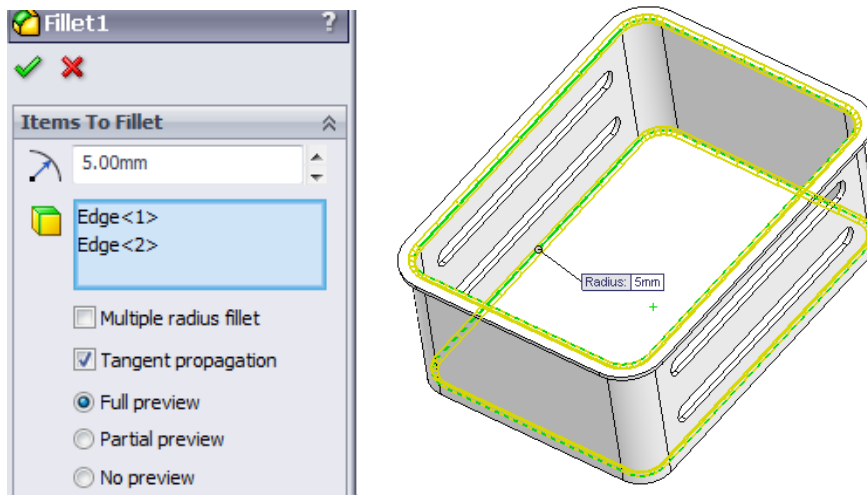 Fillet1 ?
Items To Fillet
5.00mm
Edge<1>
Edge<2>
Multiple radius fillet
Tangent propagation
Full preview
Partial preview
No preview
Radius: 5mm